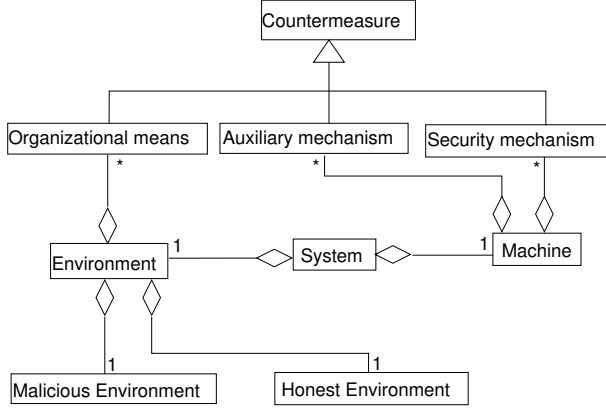 Countermeasure
Organizational means
Auxiliary mechanism
Security mechanism
*
*
*
1
1
Environment
System
Machine
1
1
Malicious Environment
Honest Environment